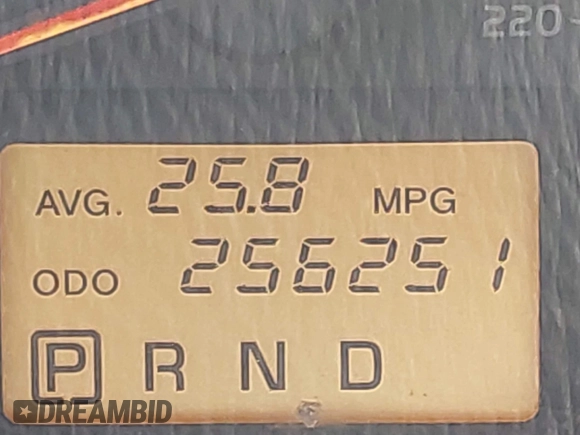 220
AVG. 25.8 MPG
ODO 256251
P R N D
DREAMBID